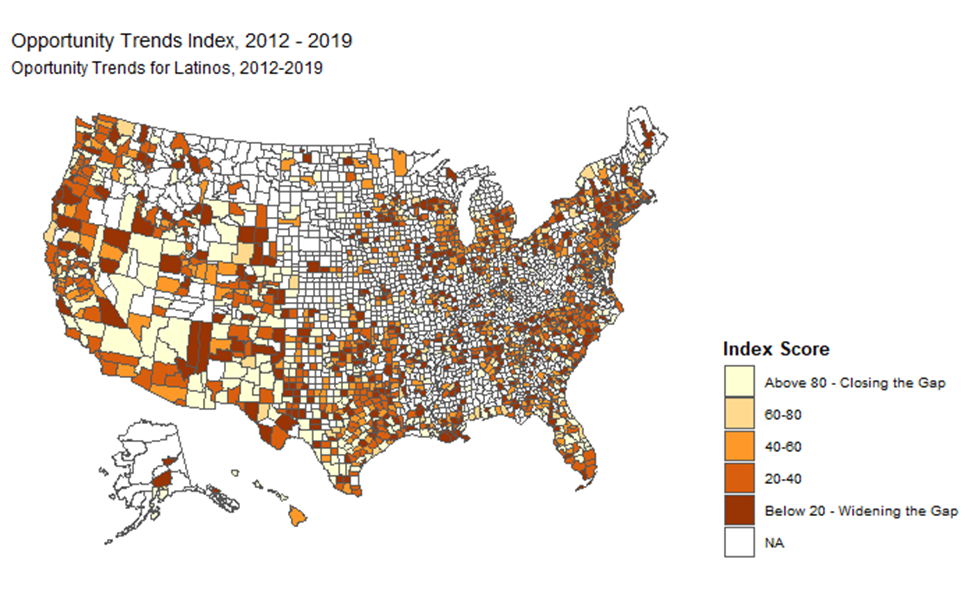 Opportunity Trends Index, 2012 - 2019
Oportunity Trends for Latinos, 2012-2019
Index Score
Above 80 - Closing the Gap
60-80
40-60
20-40
Below 20 - Widening the Gap
NA